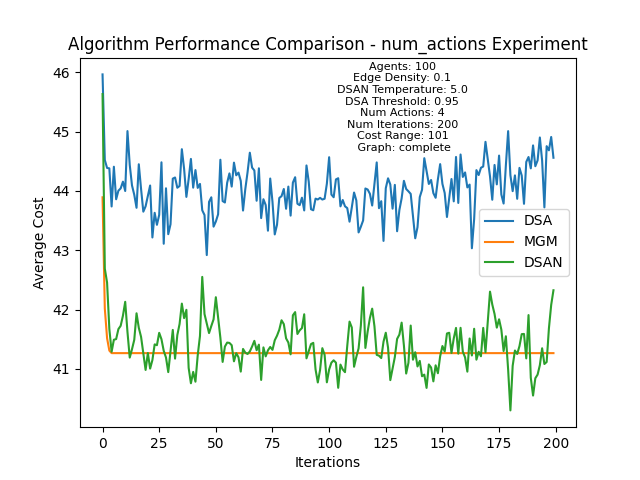 Algorithm Performance Comparison - num_actions Experiment
Agents: 100
Edge Density: 0.1
DSAN Temperature: 5.0
DSA Threshold: 0.95
Num Actions: 4
Num Iterations: 200
Cost Range: 101
Graph: complete
Average Cost
46
45
44
43
42
41
DSA
MGM
DSAN
0 25 50 75 100 125 150 175 200
Iterations